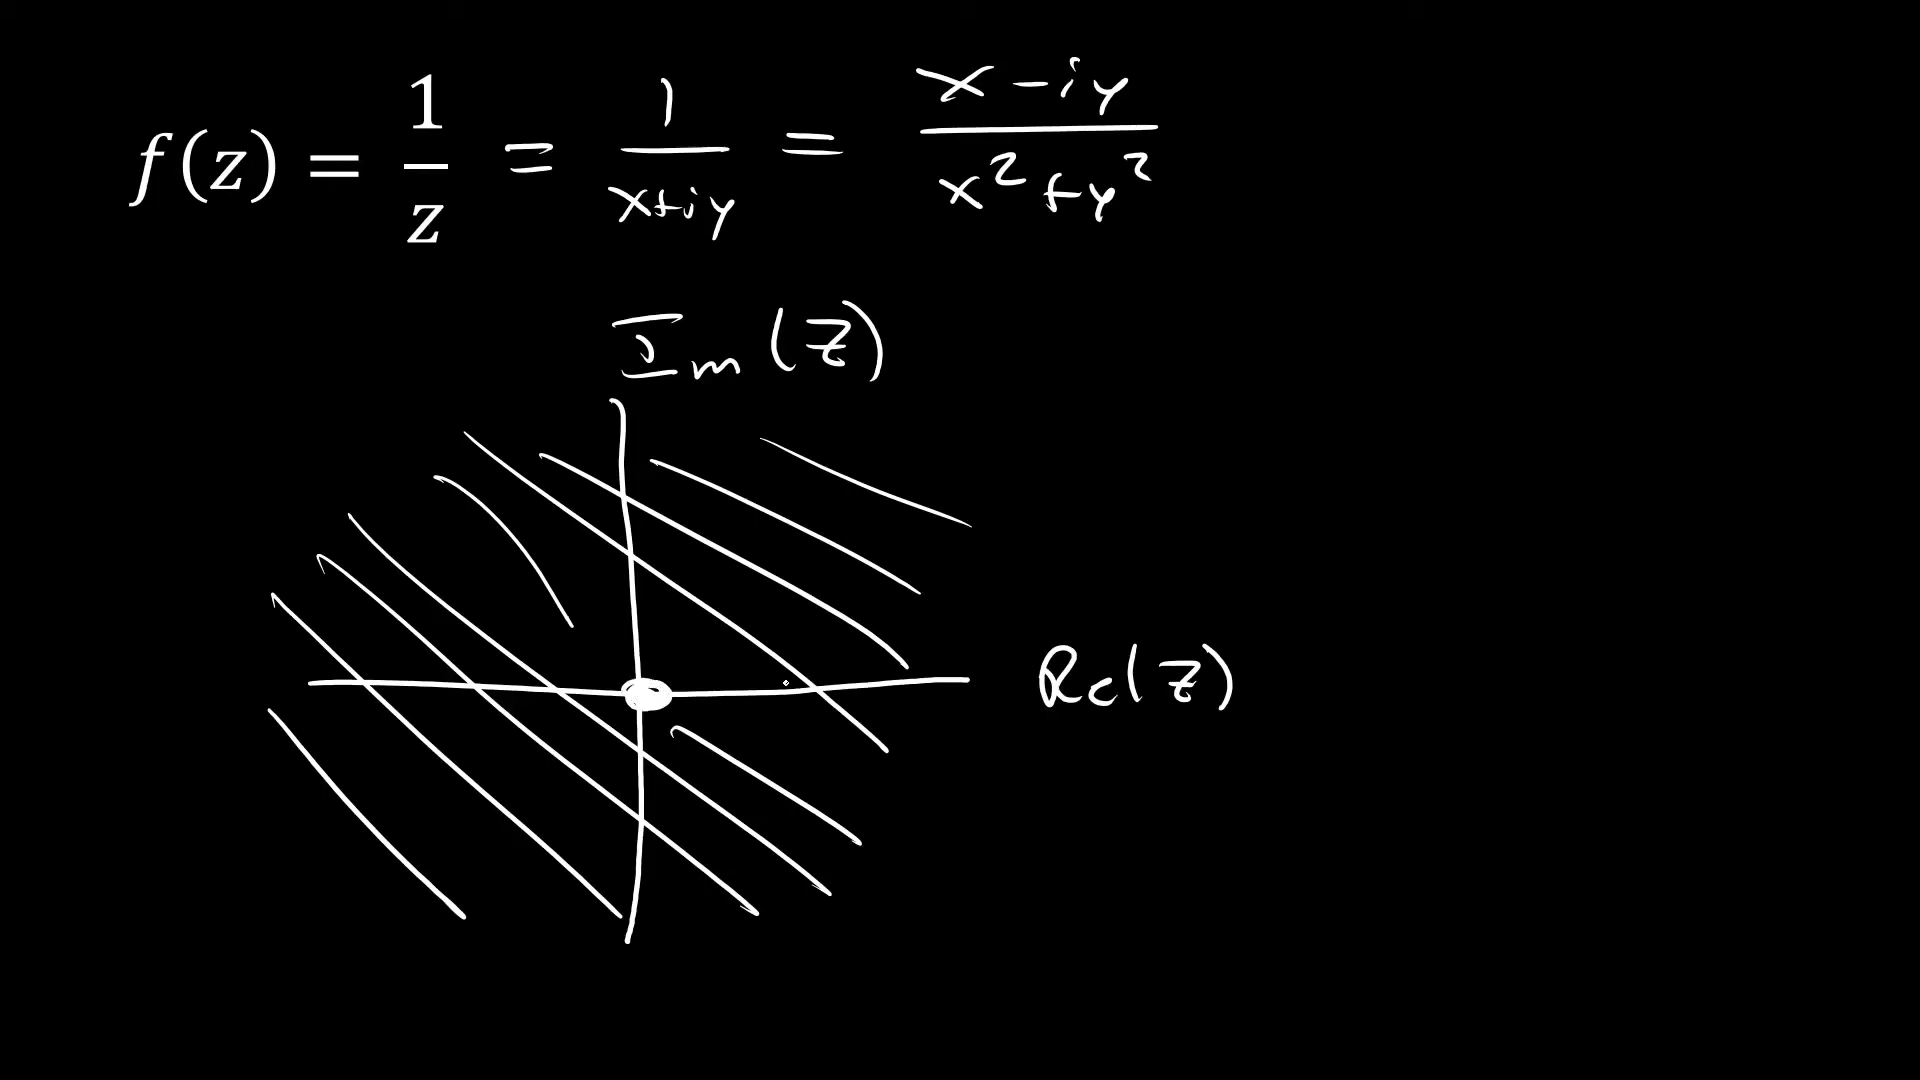 f(z) = 1/z = 1/(x+iy) = (x-iy)/(x²+y²)
Im(z)
Re(z)